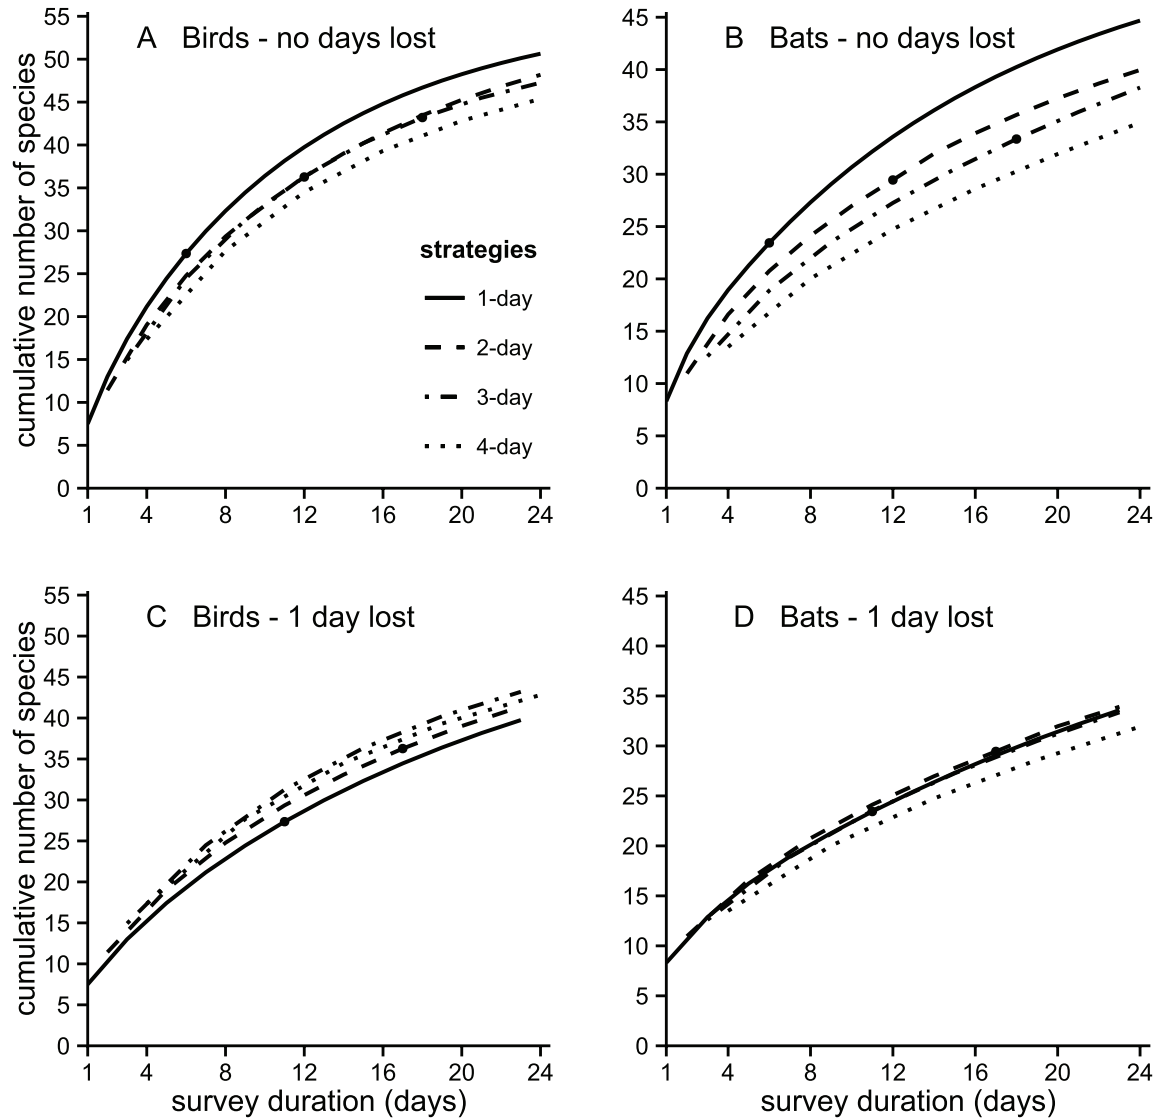 A Birds - no days lost
cumulative number of species
55
50
45
40
35
30
25
20
15
10
5
0
1 4 8 12 16 20 24
strategies
1-day
2-day
3-day
4-day
B Bats - no days lost
45
40
35
30
25
20
15
10
5
0
1 4 8 12 16 20 24
C Birds - 1 day lost
cumulative number of species
55
50
45
40
35
30
25
20
15
10
5
0
1 4 8 12 16 20 24
survey duration (days)
D Bats - 1 day lost
45
40
35
30
25
20
15
10
5
0
1 4 8 12 16 20 24
survey duration (days)